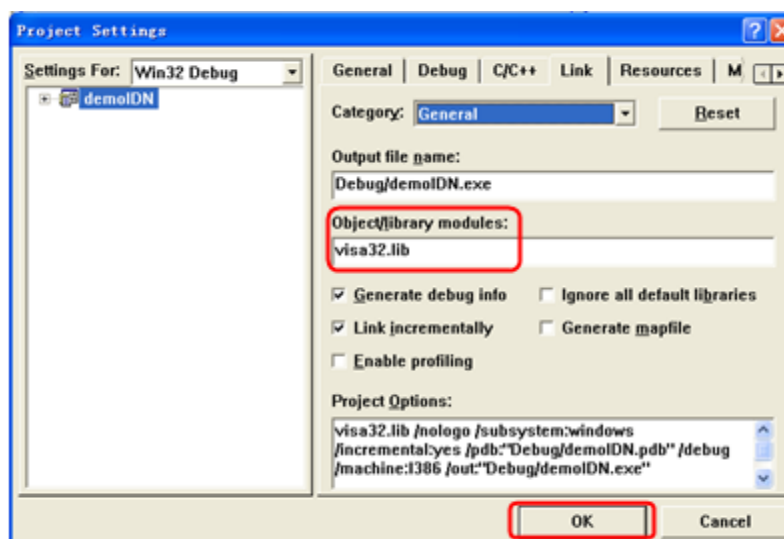 Project Settings
Settings For: Win32 Debug
demoIDN
General Debug C/C++ Link Resources M
Category: General Reset
Output file name:
Debug/demoIDN.exe
Object/library modules:
visa32.lib
Generate debug info Ignore all default libraries
Link incrementally Generate mapfile
Enable profiling
Project Options:
visa32.lib /nologo /subsystem:windows
/incremental:yes /pdb:"Debug/demoIDN.pdb" /debug
/machine:I386 /out:"Debug/demoIDN.exe"
OK Cancel